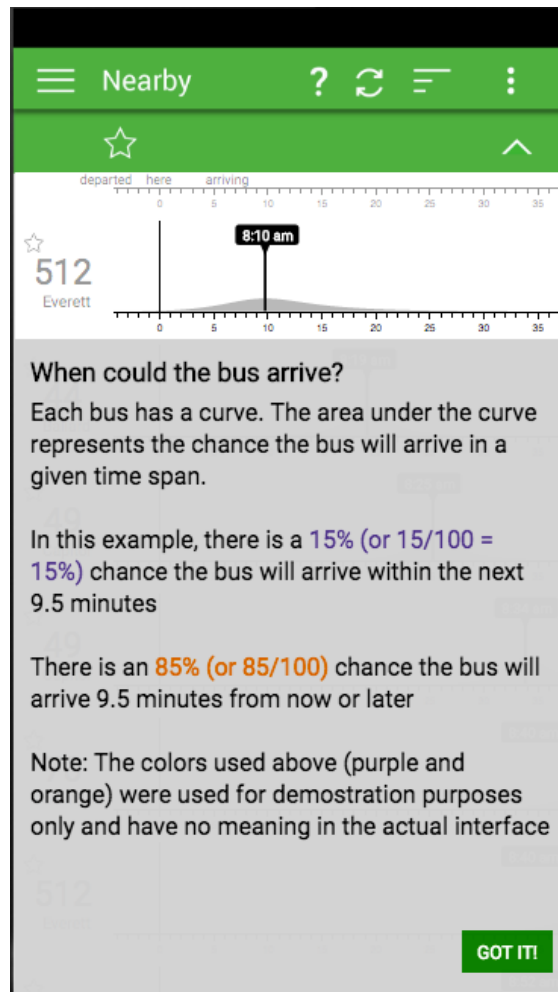 Nearby ?
departed here arriving
0 5 10 15 20 25 30 35
8:10 am
512
Everett
0 5 10 15 20 25 30 35
When could the bus arrive?
Each bus has a curve. The area under the curve
represents the chance the bus will arrive in a
given time span.
In this example, there is a 15% (or 15/100 =
15%) chance the bus will arrive within the next
9.5 minutes
There is an 85% (or 85/100) chance the bus will
arrive 9.5 minutes from now or later
Note: The colors used above (purple and
orange) were used for demostration purposes
only and have no meaning in the actual interface
512
Everett
GOT IT!